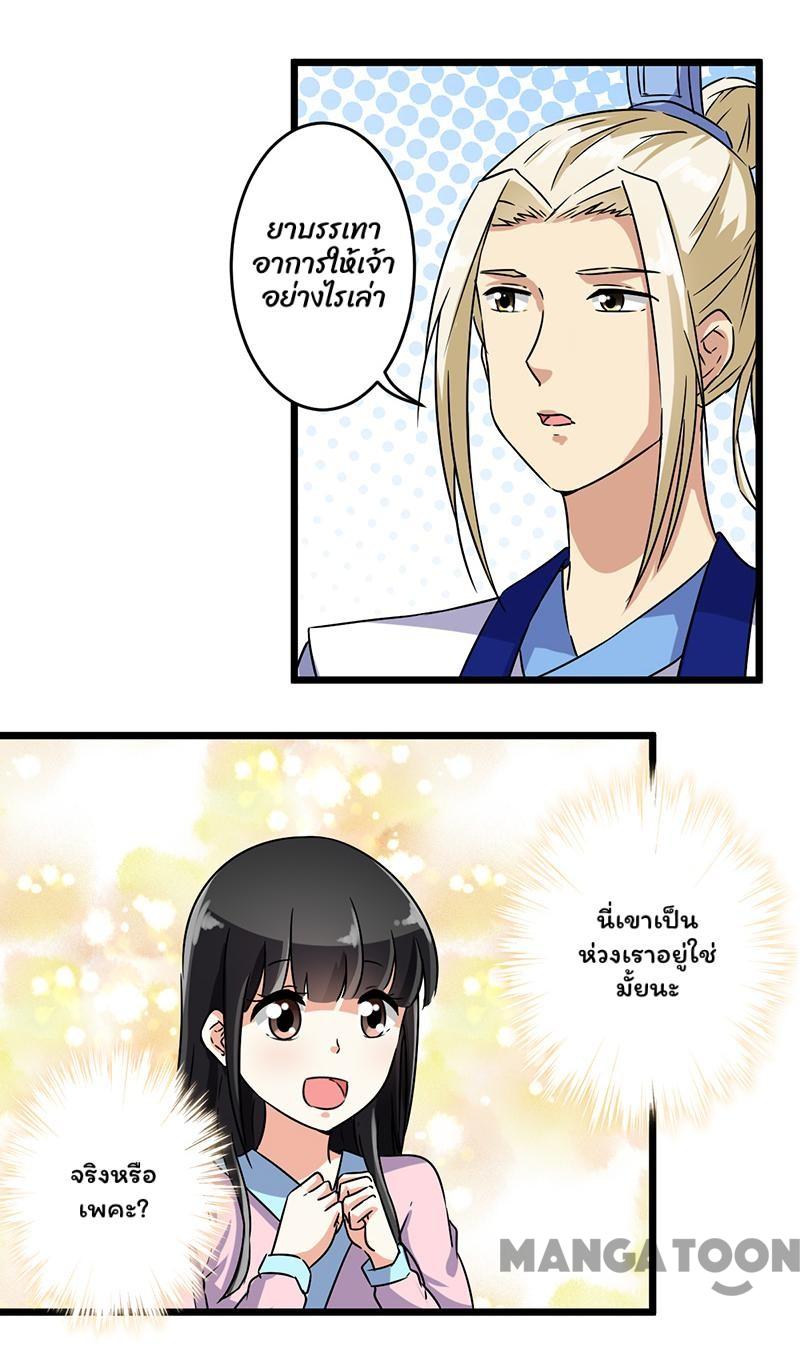 ยาบรรเทา
อาการให้เจ้า
อย่างไรเล่า
นี่เขาเป็น
ห่วงเราอยู่ใช่
มั้ยนะ
จริงหรือ
เพคะ?
MANGATOON